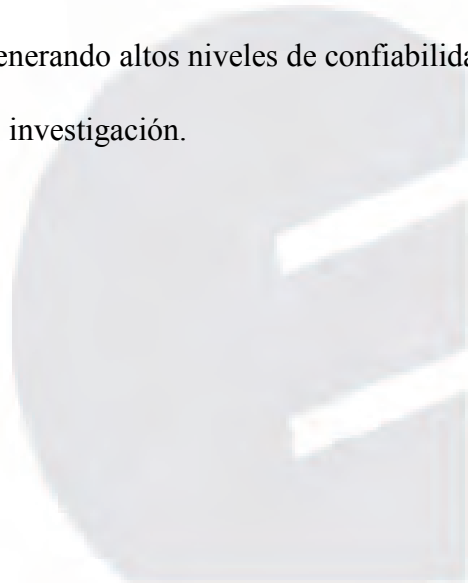 enerando altos niveles de confiabilida
investigación.